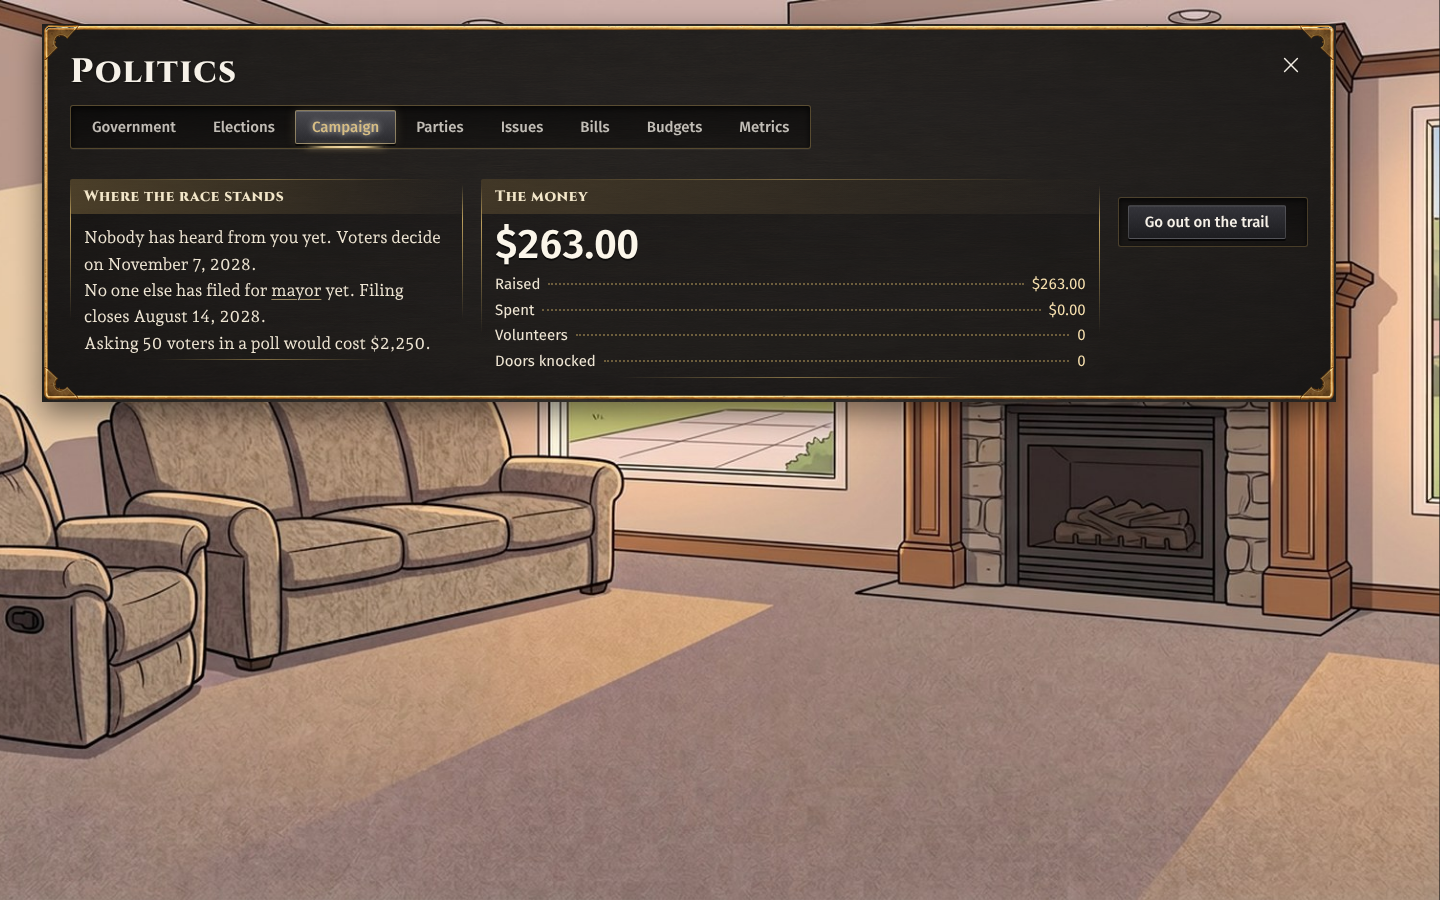 Politics
Government Elections Campaign Parties Issues Bills Budgets Metrics
Where the race stands
Nobody has heard from you yet. Voters decide
on November 7, 2028.
No one else has filed for mayor yet. Filing
closes August 14, 2028.
Asking 50 voters in a poll would cost $2,250.
The money
$263.00
Raised $263.00
Spent $0.00
Volunteers 0
Doors knocked 0
Go out on the trail